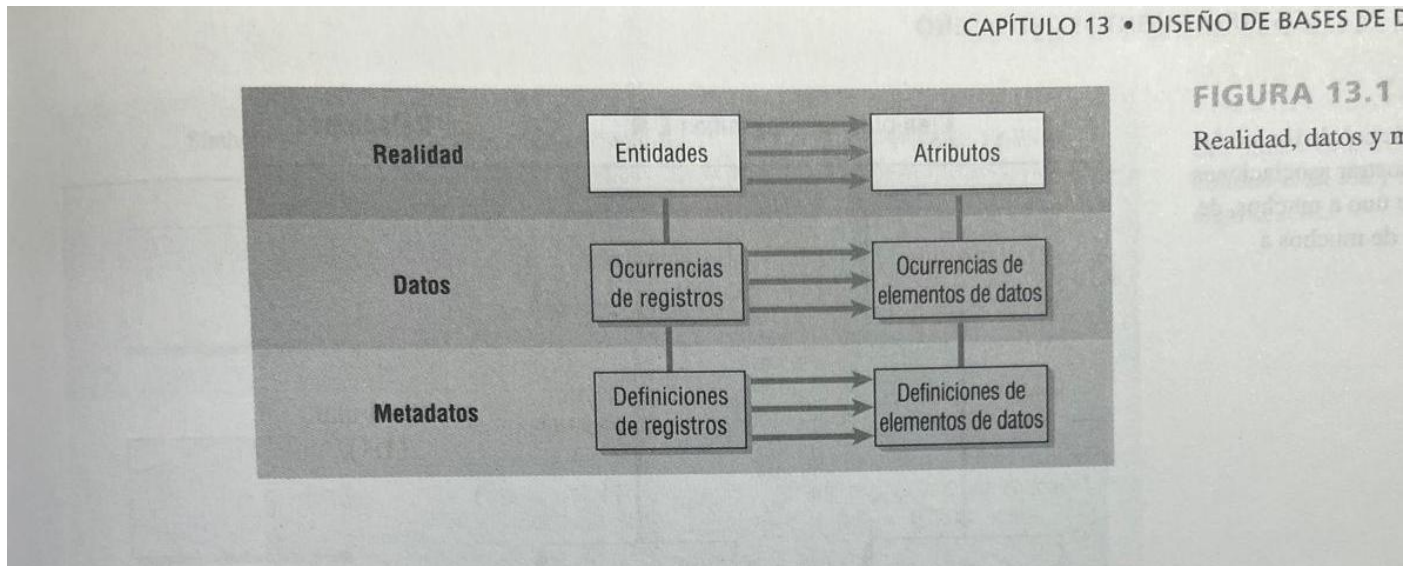 CAPÍTULO 13 • DISEÑO DE BASES DE
FIGURA 13.1
Realidad, datos y
Realidad
Entidades
Atributos
Datos
Ocurrencias
de registros
Ocurrencias de
elementos de datos
Metadatos
Definiciones
de registros
Definiciones de
elementos de datos